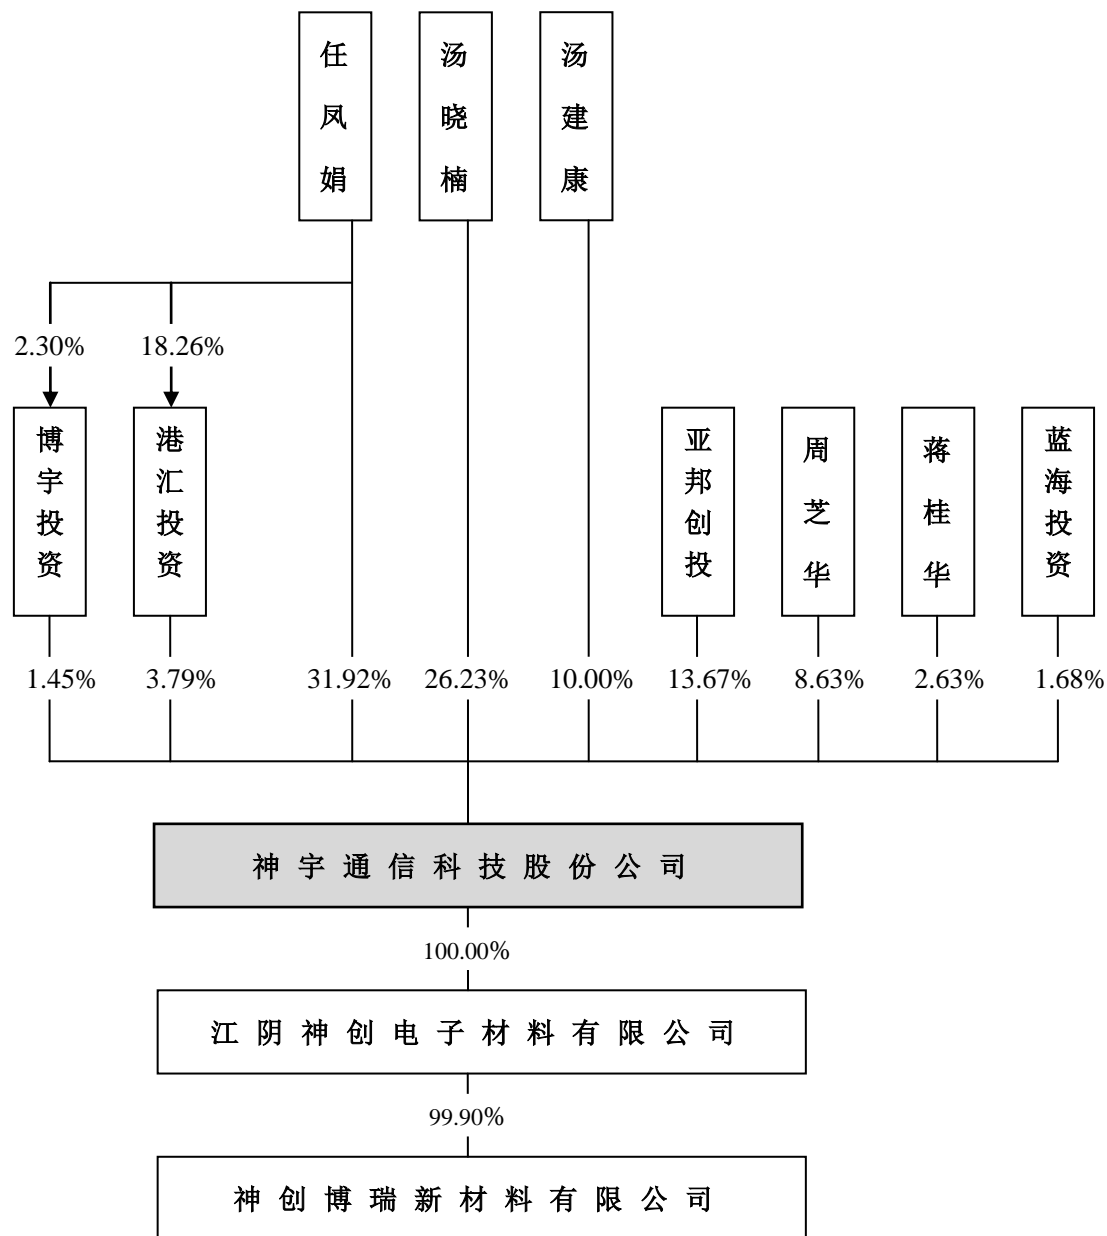 任凤娟
汤晓楠
汤建康
2.30%
18.26%
博宇投资
港汇投资
亚邦创投
周芝华
蒋桂华
蓝海投资
1.45%
3.79%
31.92%
26.23%
10.00%
13.67%
8.63%
2.63%
1.68%
神宇通信科技股份公司
100.00%
江阴神创电子材料有限公司
99.90%
神创博瑞新材料有限公司